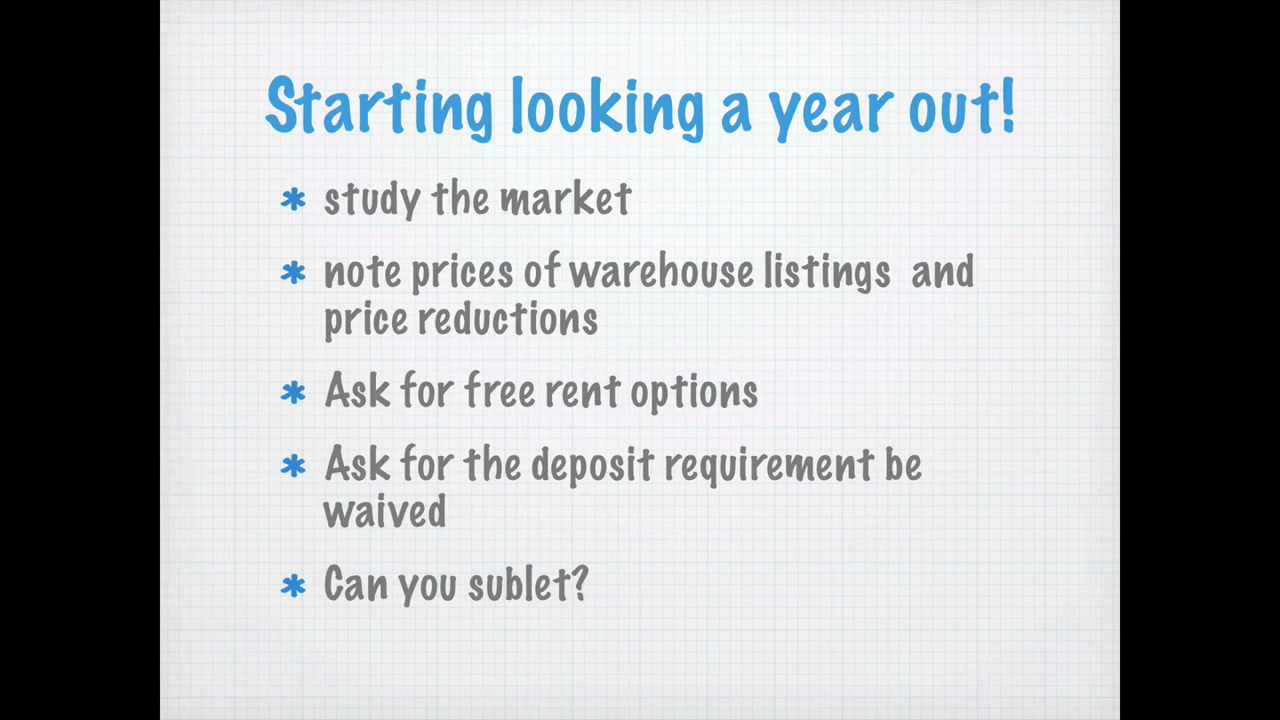 Starting looking a year out!
* study the market
* note prices of warehouse listings and
price reductions
* Ask for free rent options
* Ask for the deposit requirement be
waived
* Can you sublet?